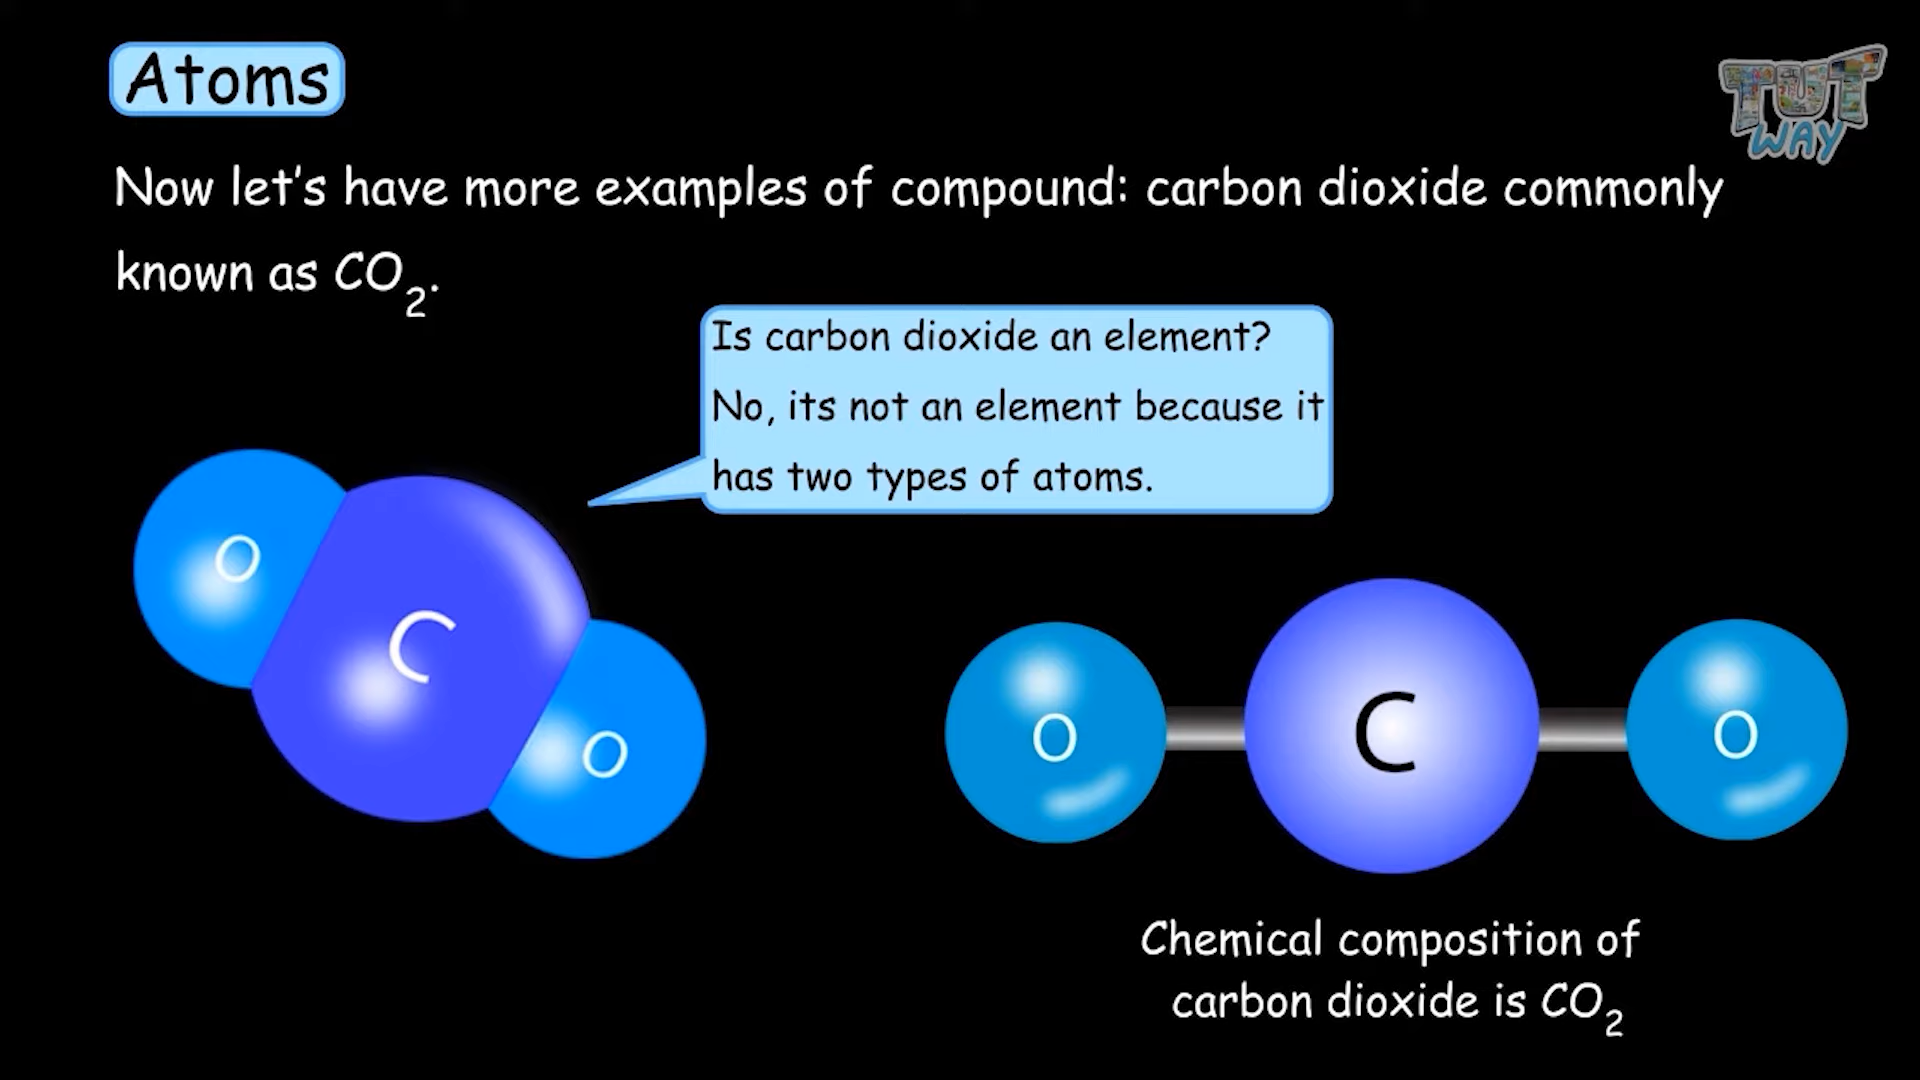 Atoms
TUT
WAY
Now let's have more examples of compound: carbon dioxide commonly
known as CO₂.
Is carbon dioxide an element?
No, its not an element because it
has two types of atoms.
O
C
O
O
C
O
Chemical composition of
carbon dioxide is CO₂